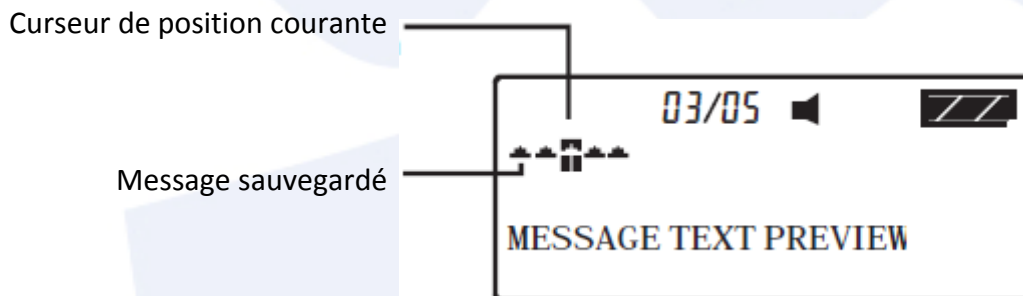 Curseur de position courante
03/05
Message sauvegardé
MESSAGE TEXT PREVIEW